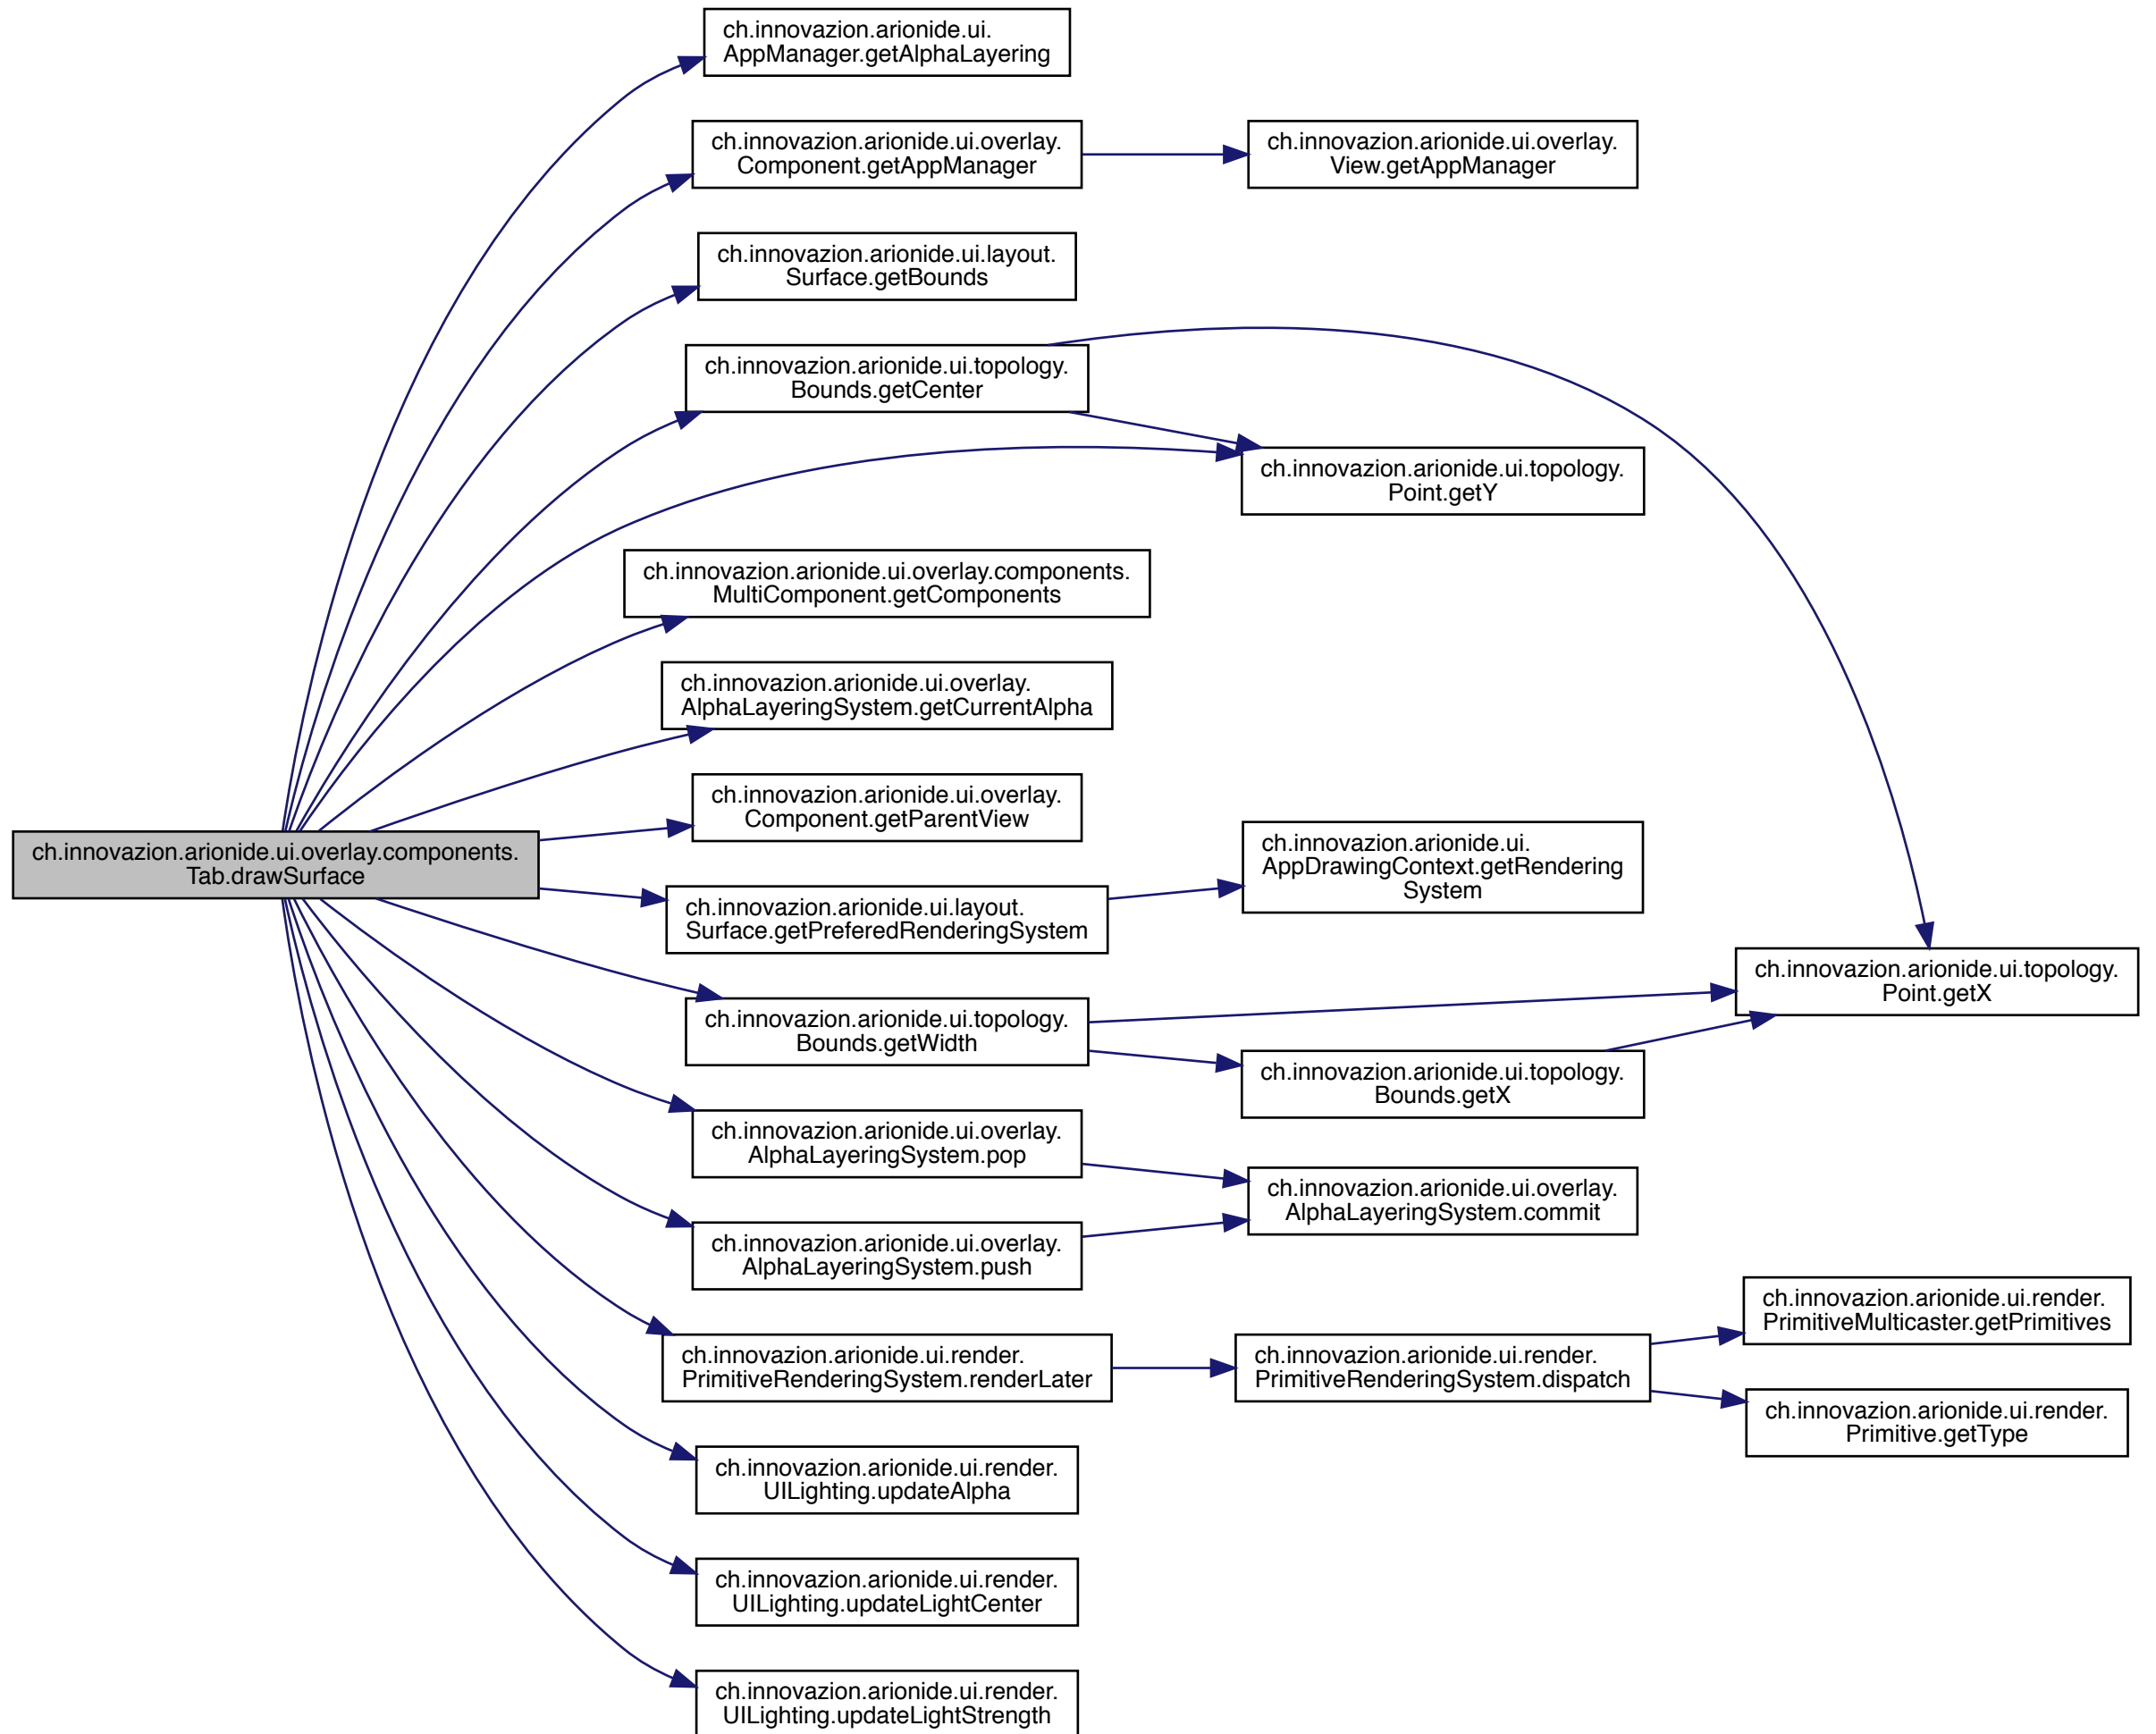 ch.innovazion.arionide.ui.
AppManager.getAlphaLayering
ch.innovazion.arionide.ui.overlay.
Component.getAppManager
ch.innovazion.arionide.ui.overlay.
View.getAppManager
ch.innovazion.arionide.ui.layout.
Surface.getBounds
ch.innovazion.arionide.ui.topology.
Bounds.getCenter
ch.innovazion.arionide.ui.topology.
Point.getY
ch.innovazion.arionide.ui.overlay.components.
MultiComponent.getComponents
ch.innovazion.arionide.ui.overlay.
AlphaLayeringSystem.getCurrentAlpha
ch.innovazion.arionide.ui.overlay.
Component.getParentView
ch.innovazion.arionide.ui.overlay.components.
Tab.drawSurface
ch.innovazion.arionide.ui.
AppDrawingContext.getRendering
System
ch.innovazion.arionide.ui.layout.
Surface.getPreferedRenderingSystem
ch.innovazion.arionide.ui.topology.
Point.getX
ch.innovazion.arionide.ui.topology.
Bounds.getWidth
ch.innovazion.arionide.ui.topology.
Bounds.getX
ch.innovazion.arionide.ui.overlay.
AlphaLayeringSystem.pop
ch.innovazion.arionide.ui.overlay.
AlphaLayeringSystem.commit
ch.innovazion.arionide.ui.overlay.
AlphaLayeringSystem.push
ch.innovazion.arionide.ui.render.
PrimitiveMulticaster.getPrimitives
ch.innovazion.arionide.ui.render.
PrimitiveRenderingSystem.renderLater
ch.innovazion.arionide.ui.render.
PrimitiveRenderingSystem.dispatch
ch.innovazion.arionide.ui.render.
Primitive.getType
ch.innovazion.arionide.ui.render.
UILighting.updateAlpha
ch.innovazion.arionide.ui.render.
UILighting.updateLightCenter
ch.innovazion.arionide.ui.render.
UILighting.updateLightStrength